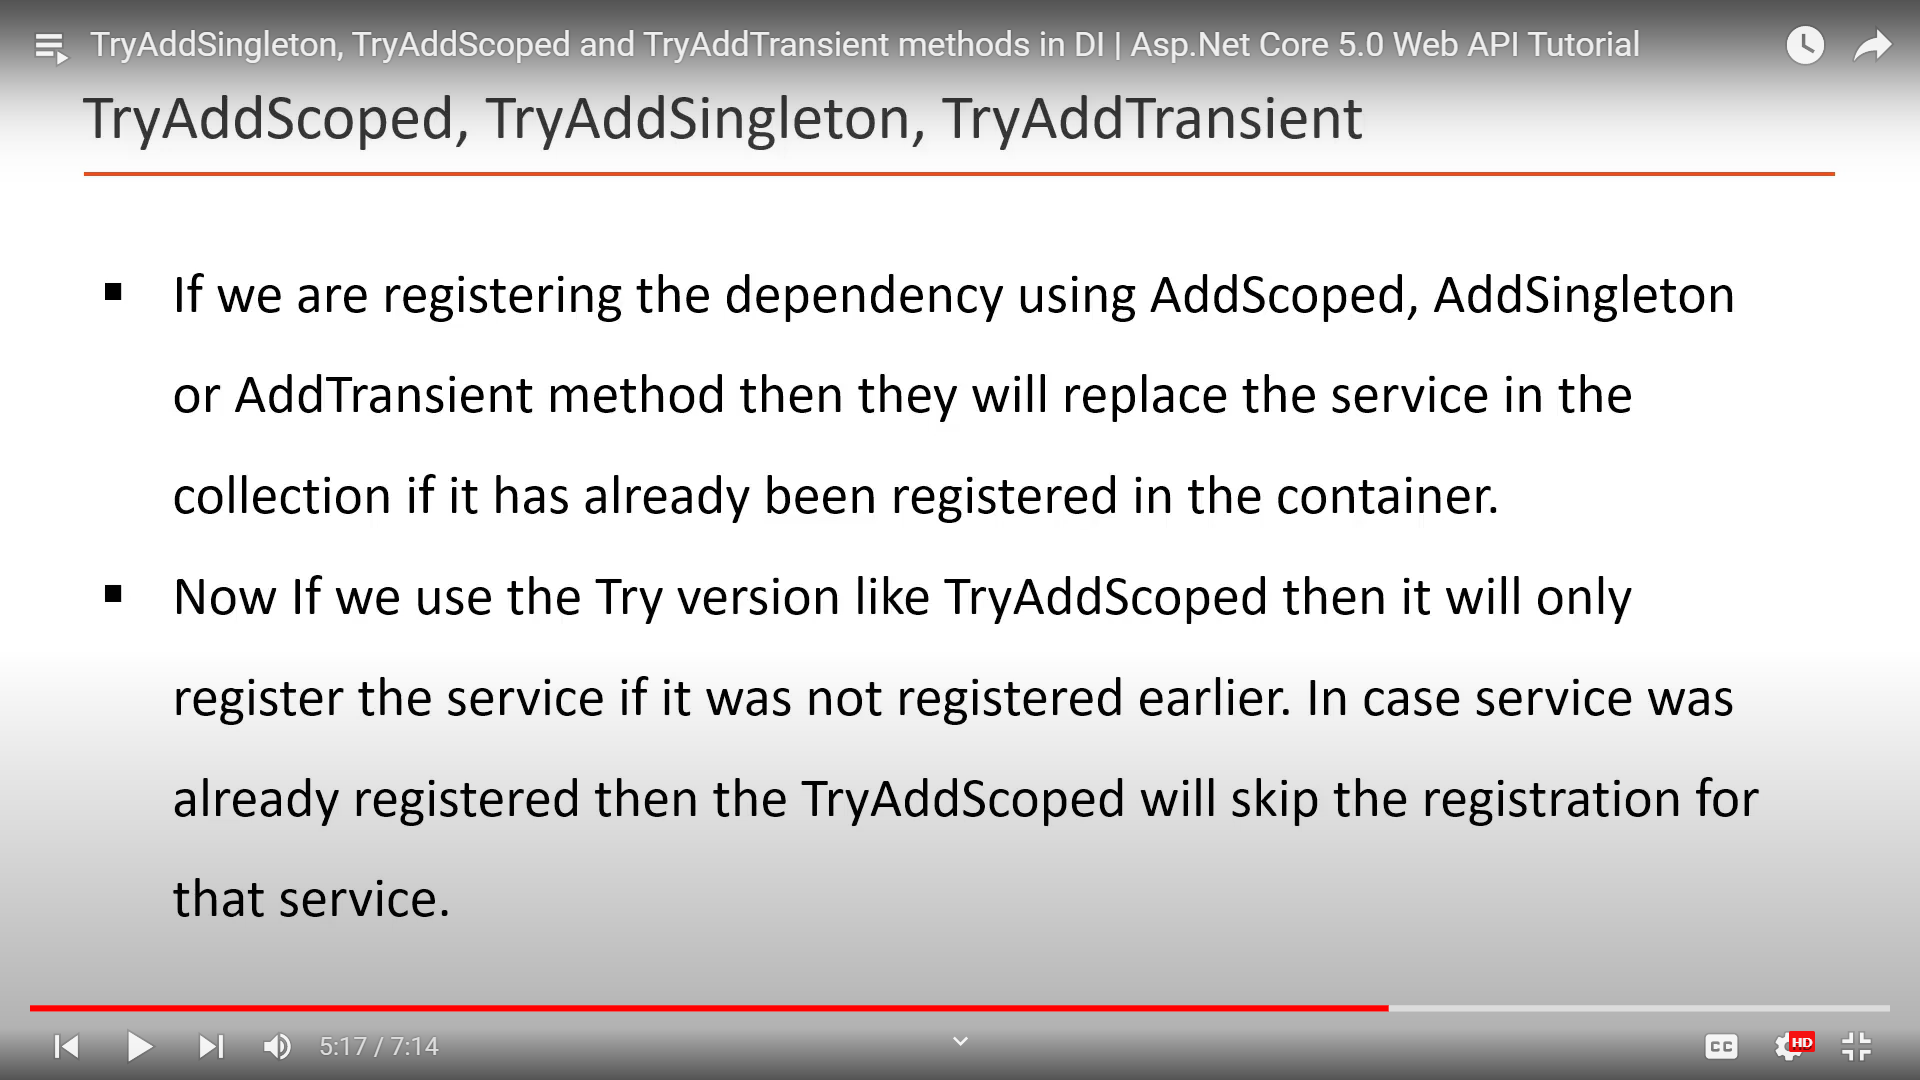 TryAddSingleton, TryAddScoped and TryAddTransient methods in DI | Asp.Net Core 5.0 Web API Tutorial
TryAddScoped, TryAddSingleton, TryAddTransient
▪ If we are registering the dependency using AddScoped, AddSingleton
or AddTransient method then they will replace the service in the
collection if it has already been registered in the container.
▪ Now If we use the Try version like TryAddScoped then it will only
register the service if it was not registered earlier. In case service was
already registered then the TryAddScoped will skip the registration for
that service.
5:17 / 7:14
CC
HD